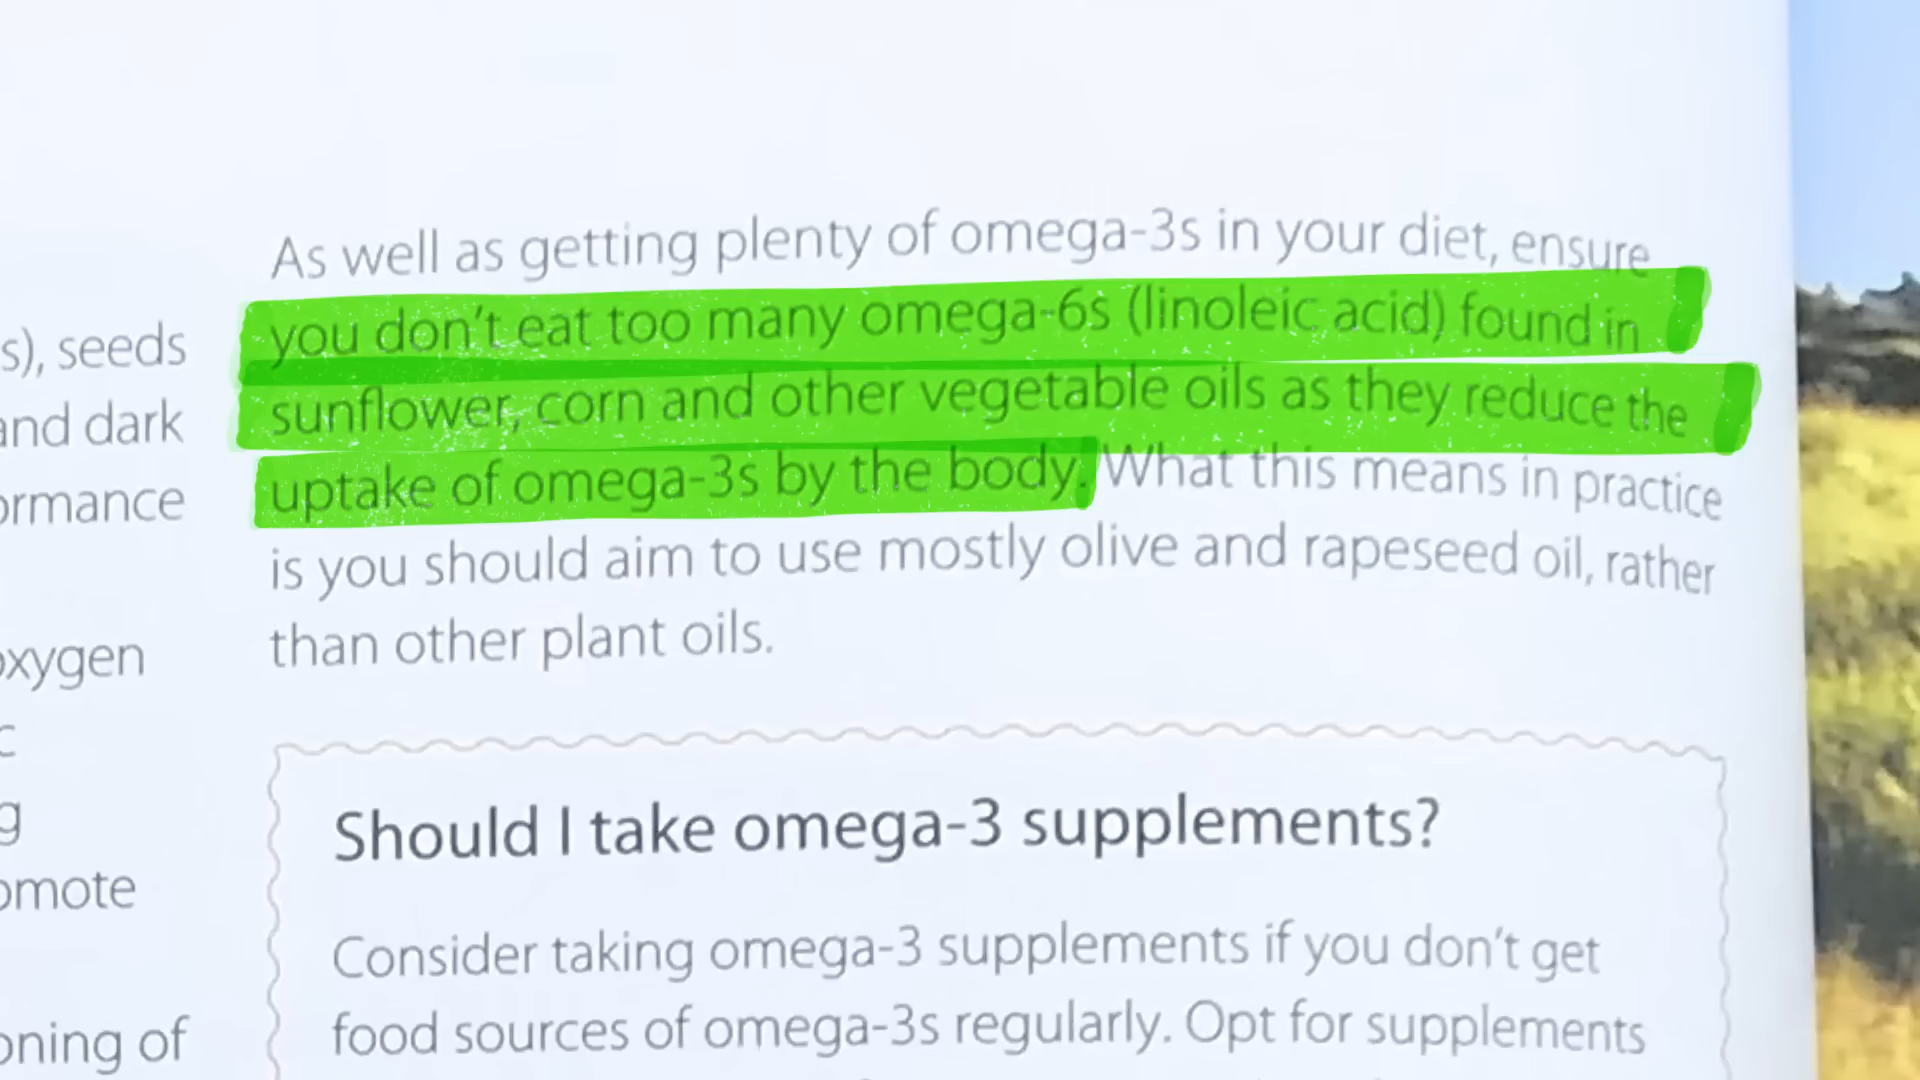 s), seeds
and dark
ormance
oxygen
c
g
omote
oning of
As well as getting plenty of omega-3s in your diet, ensure
you don't eat too many omega-6s (linoleic acid) found in
sunflower, corn and other vegetable oils as they reduce the
uptake of omega-3s by the body. What this means in practice
is you should aim to use mostly olive and rapeseed oil, rather
than other plant oils.
Should I take omega-3 supplements?
Consider taking omega-3 supplements if you don't get
food sources of omega-3s regularly. Opt for supplements